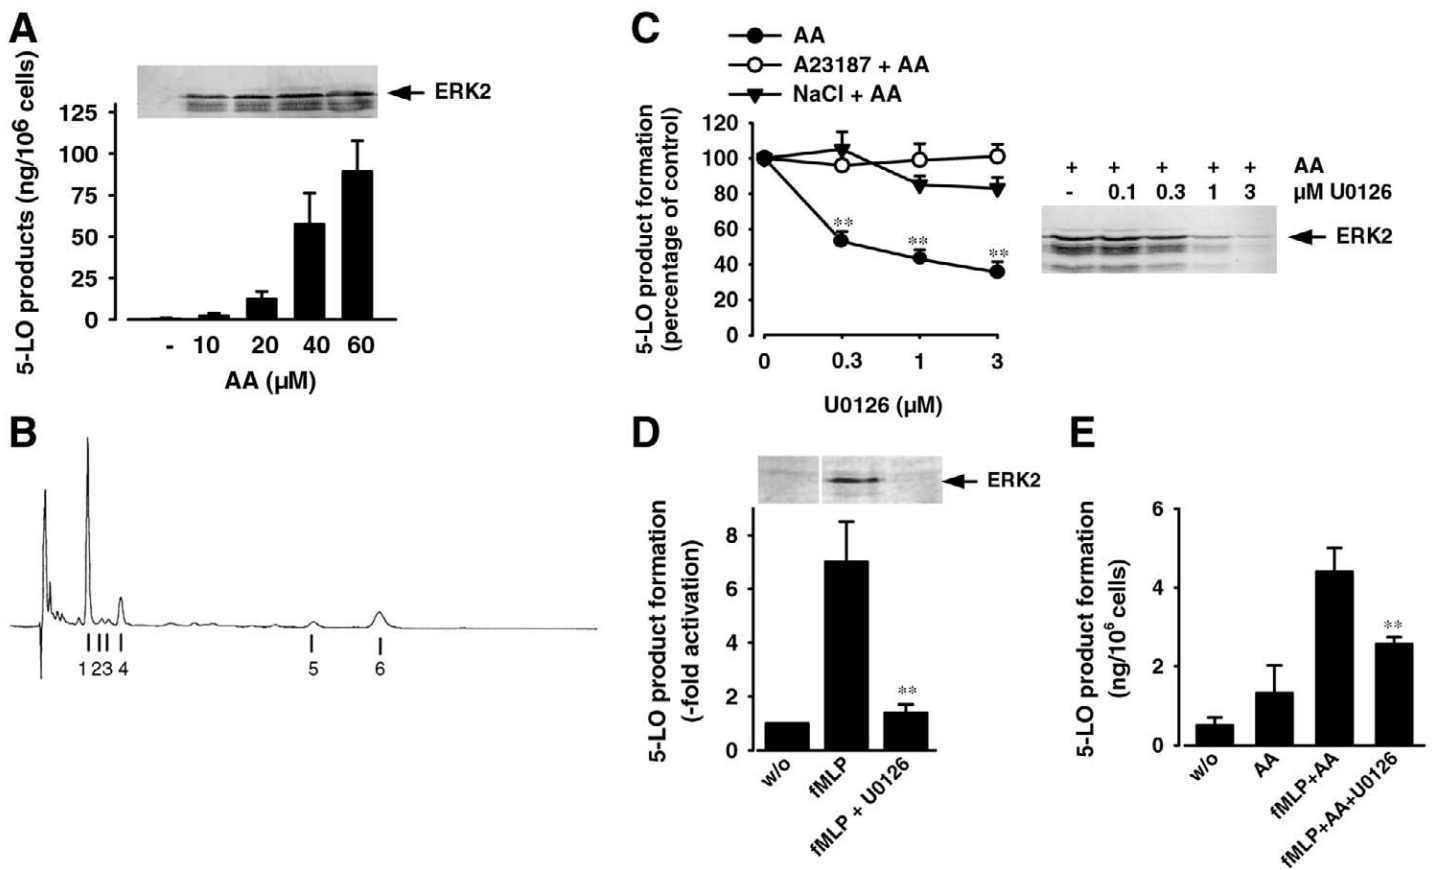 A
5-LO products (ng/10⁶ cells)
ERK2
125
100
75
50
25
0
- 10 20 40 60
AA (µM)
B
1 2 3 4 5 6
C
AA
A23187 + AA
NaCl + AA
5-LO product formation
(percentage of control)
120
100
80
60
40
20
0
** ** **
0 0.3 1 3
U0126 (µM)
+ + + + + AA
- 0.1 0.3 1 3 µM U0126
ERK2
D
ERK2
5-LO product formation
(-fold activation)
8
6
4
2
0
**
w/o
fMLP
fMLP + U0126
E
5-LO product formation
(ng/10⁶ cells)
6
4
2
0
**
w/o
AA
fMLP+AA
fMLP+AA+U0126